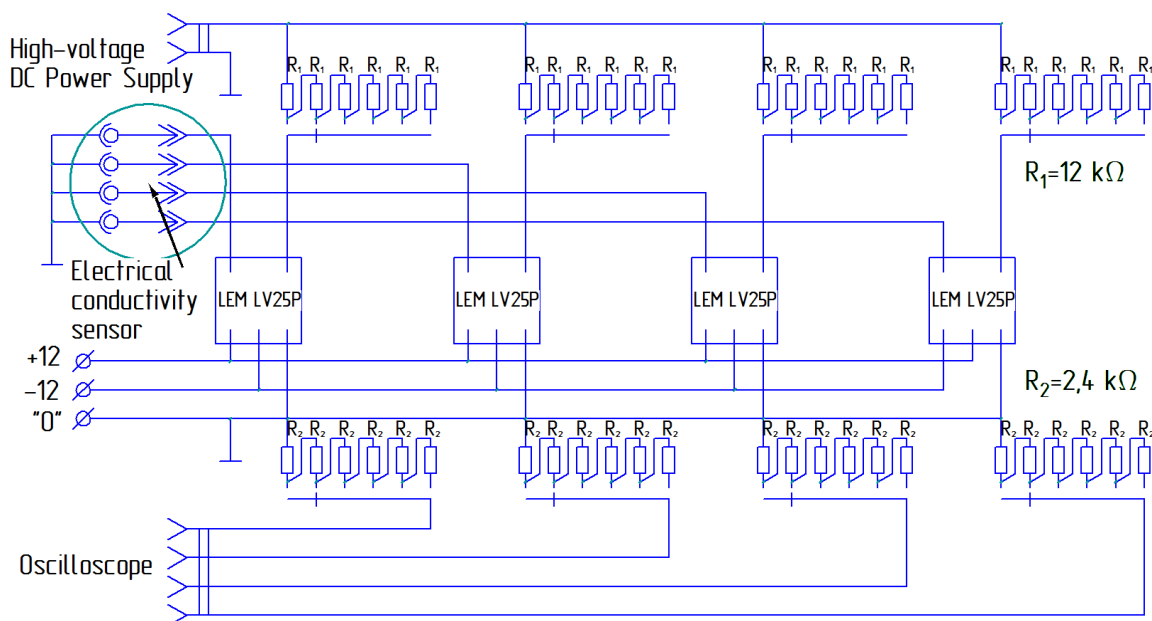 High-voltage
DC Power Supply
R₁ R₁ R₁ R₁ R₁ R₁
R₁ R₁ R₁ R₁ R₁ R₁
R₁ R₁ R₁ R₁ R₁ R₁
R₁ R₁ R₁ R₁ R₁ R₁
R₁=12 kΩ
Electrical
conductivity
sensor
LEM LV25P
LEM LV25P
LEM LV25P
LEM LV25P
+12
-12
"0"
R₂=2,4 kΩ
R₂ R₂ R₂ R₂ R₂ R₂
R₂ R₂ R₂ R₂ R₂ R₂
R₂ R₂ R₂ R₂ R₂ R₂
R₂ R₂ R₂ R₂ R₂ R₂
Oscilloscope